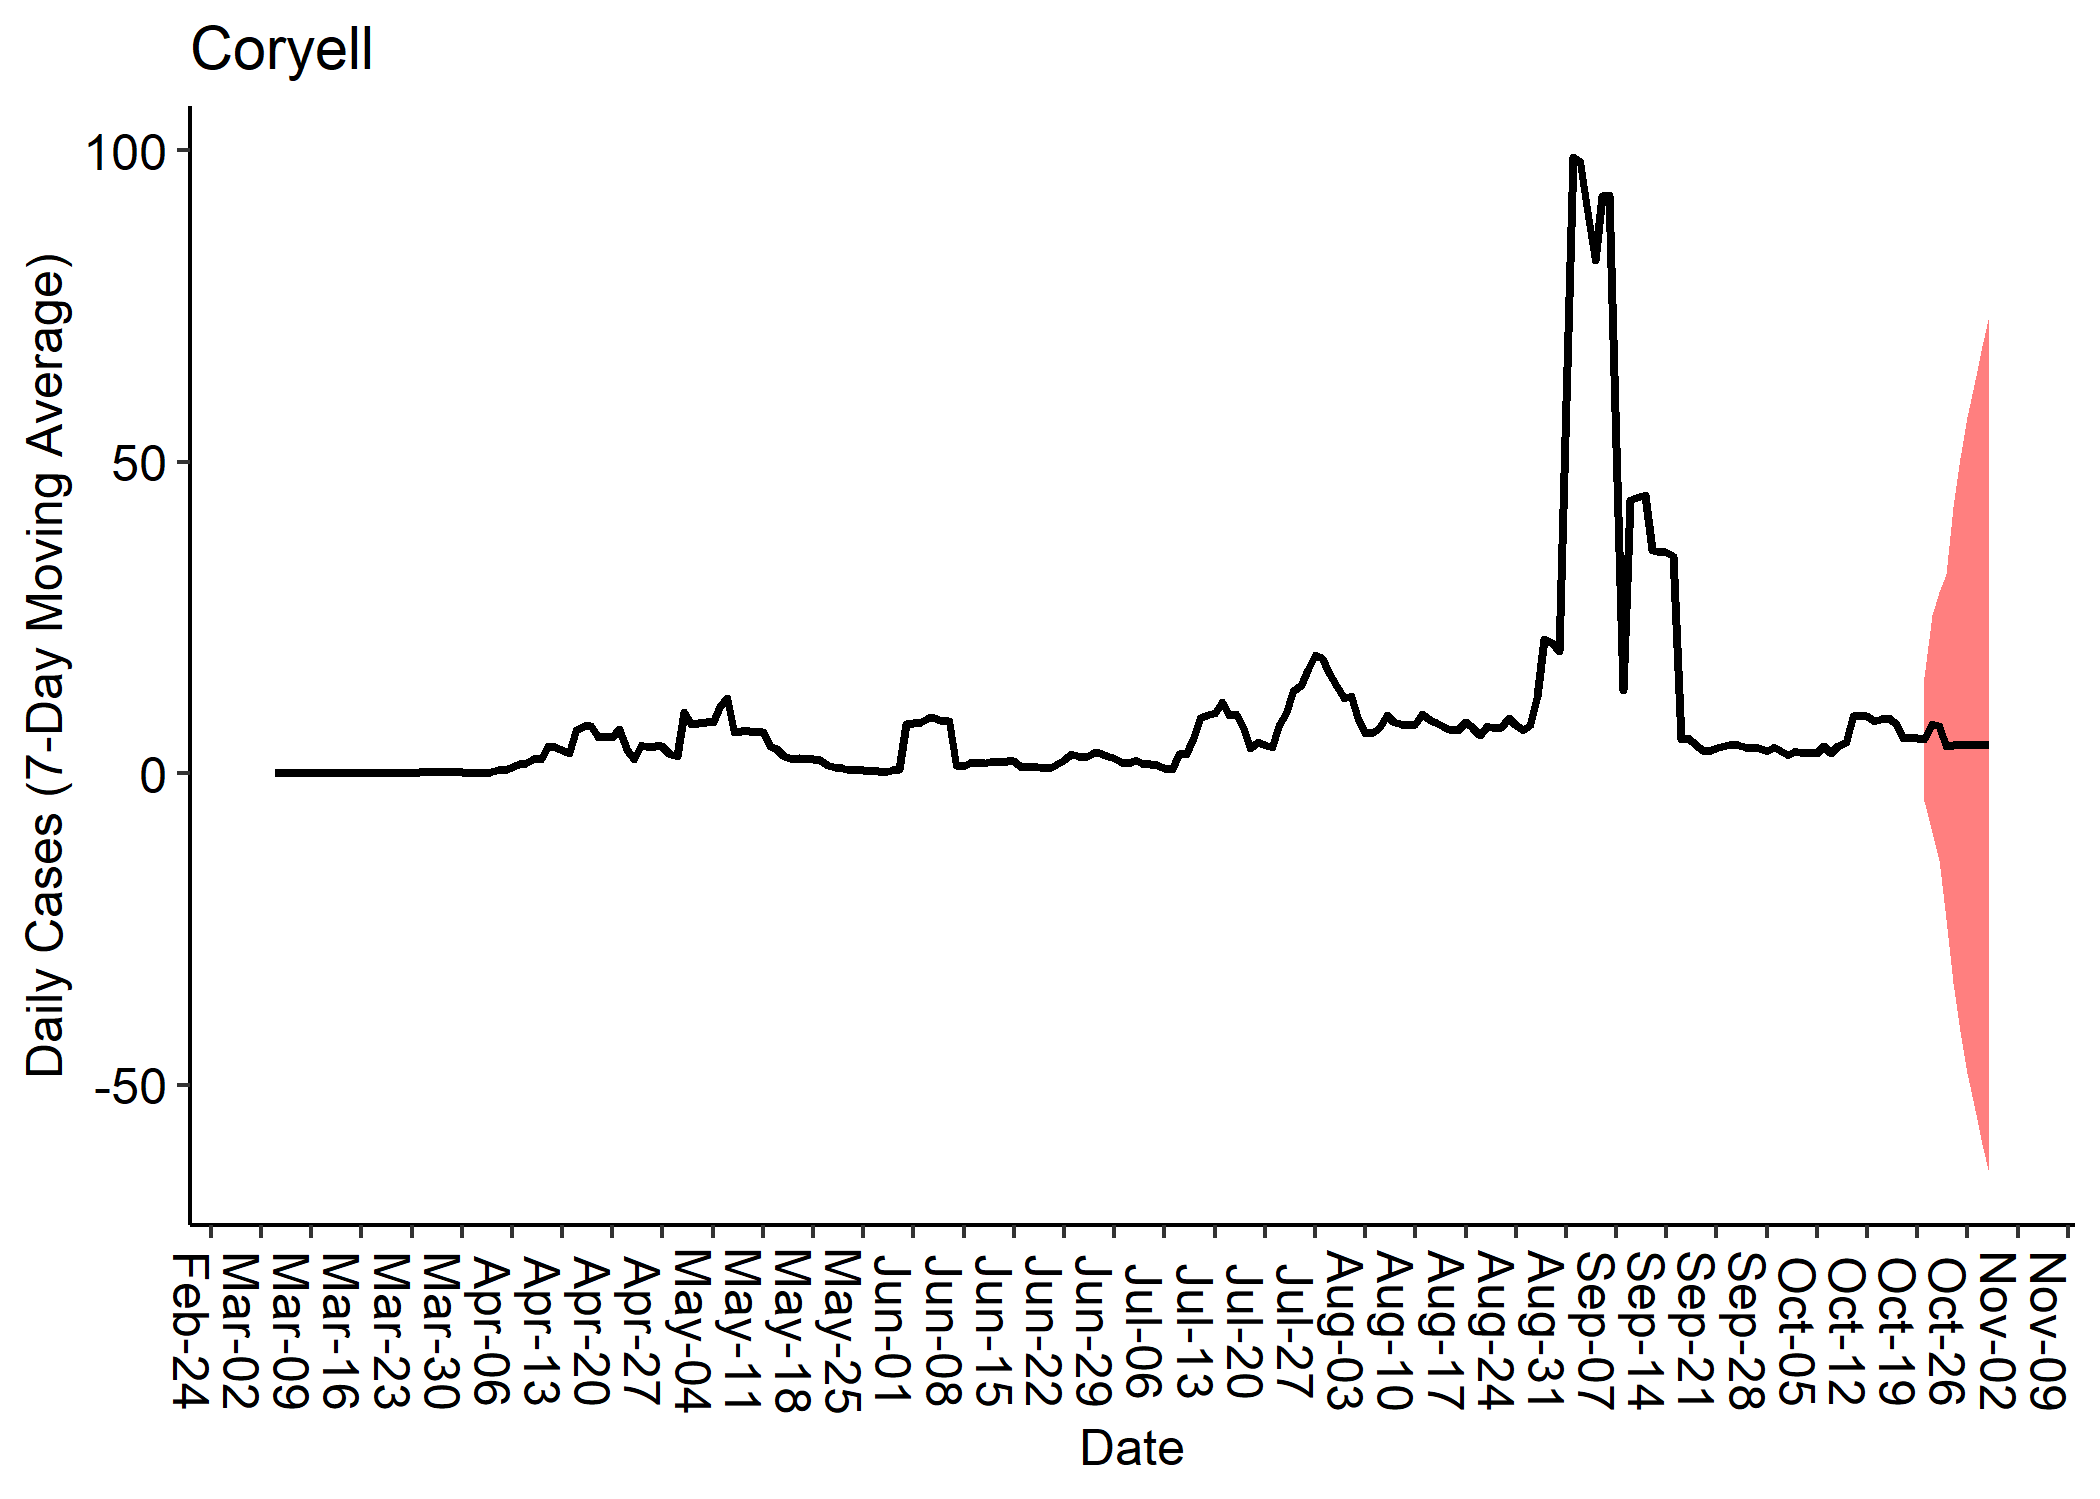 Coryell
Daily Cases (7-Day Moving Average)
100
50
0
-50
Feb-24
Mar-02
Mar-09
Mar-16
Mar-23
Mar-30
Apr-06
Apr-13
Apr-20
Apr-27
May-04
May-11
May-18
May-25
Jun-01
Jun-08
Jun-15
Jun-22
Jun-29
Jul-06
Jul-13
Jul-20
Jul-27
Aug-03
Aug-10
Aug-17
Aug-24
Aug-31
Sep-07
Sep-14
Sep-21
Sep-28
Oct-05
Oct-12
Oct-19
Oct-26
Nov-02
Nov-09
Date